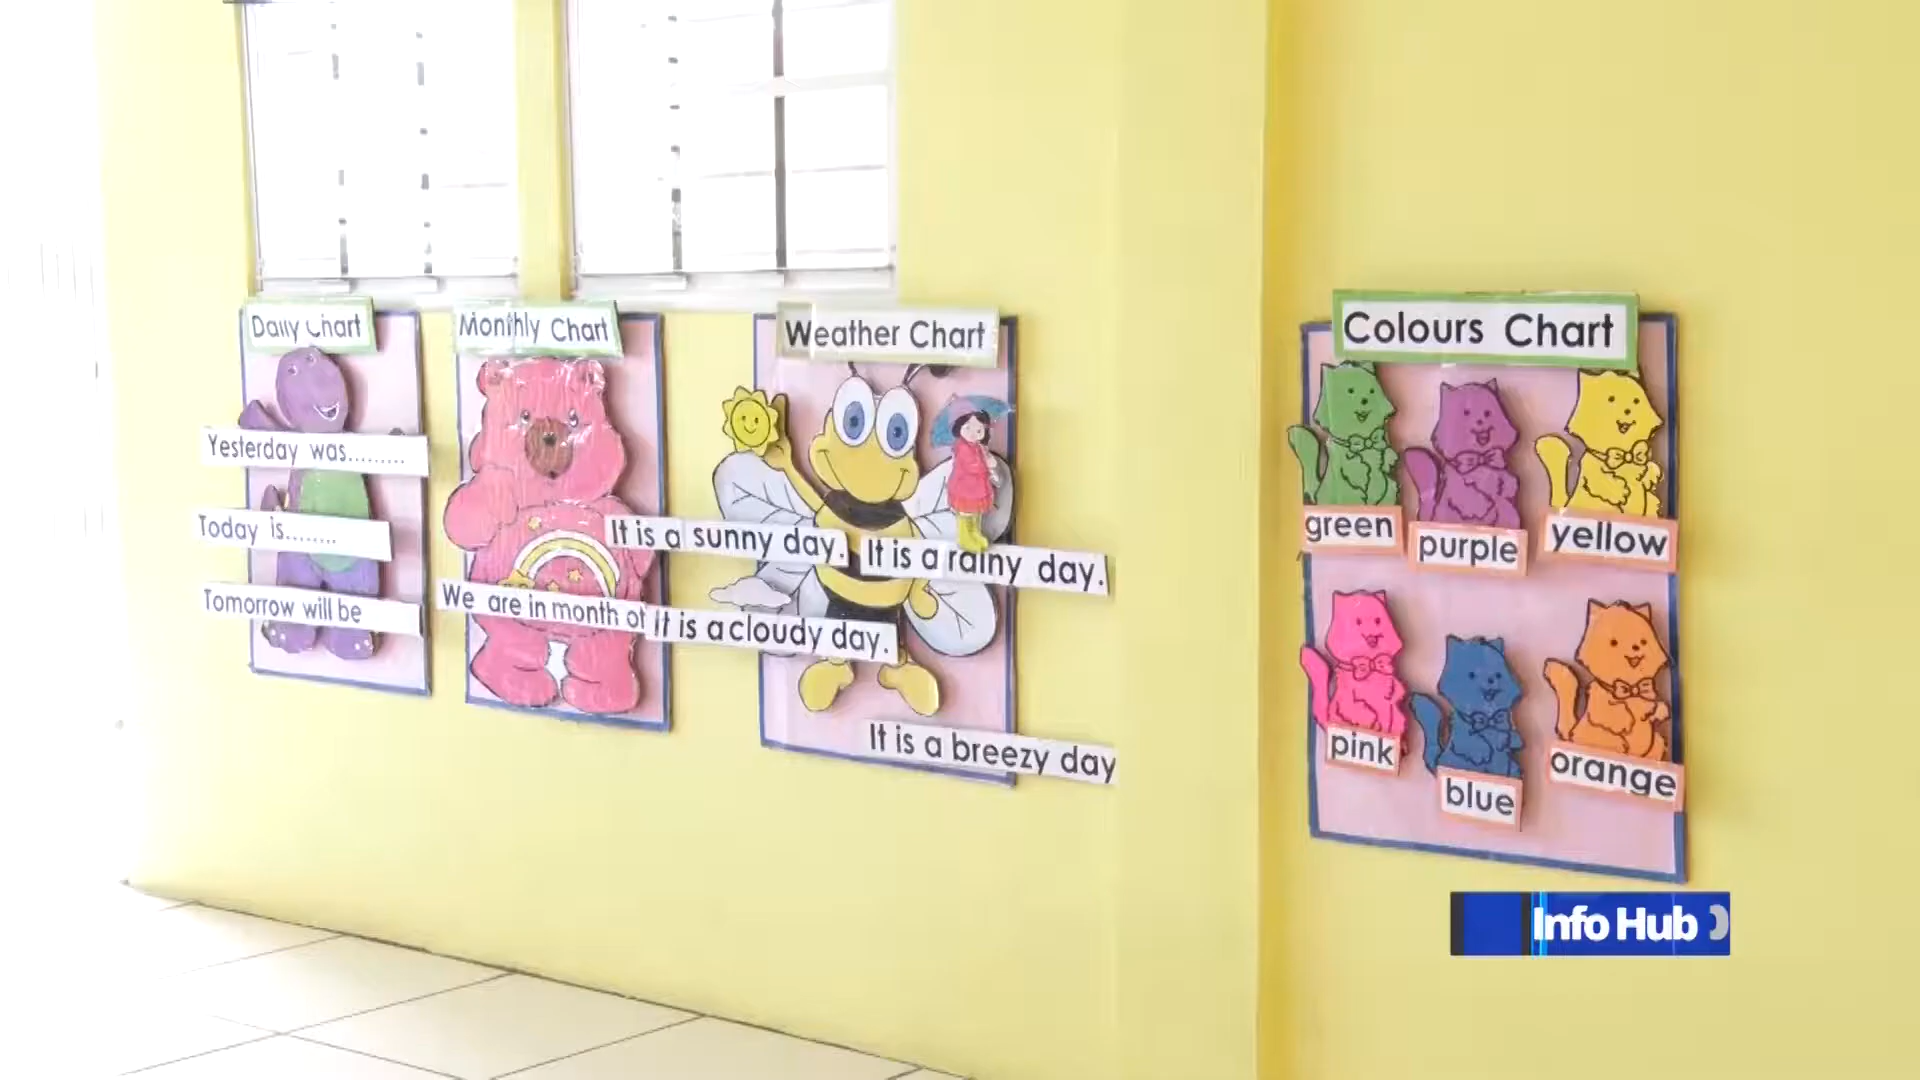 Daily Chart
Yesterday was.........
Today is........
Tomorrow will be
Monthly Chart
We are in month of
Weather Chart
It is a sunny day.
It is a rainy day.
It is a cloudy day.
It is a breezy day
Colours Chart
green
purple
yellow
pink
blue
orange
Info Hub